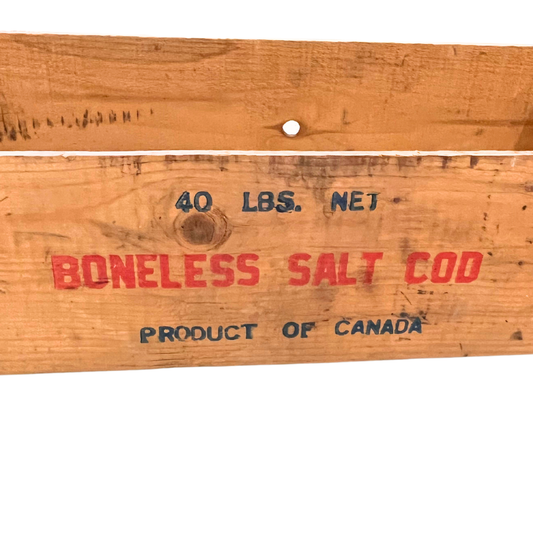 40 LBS. NET
BONELESS SALT COD
PRODUCT OF CANADA